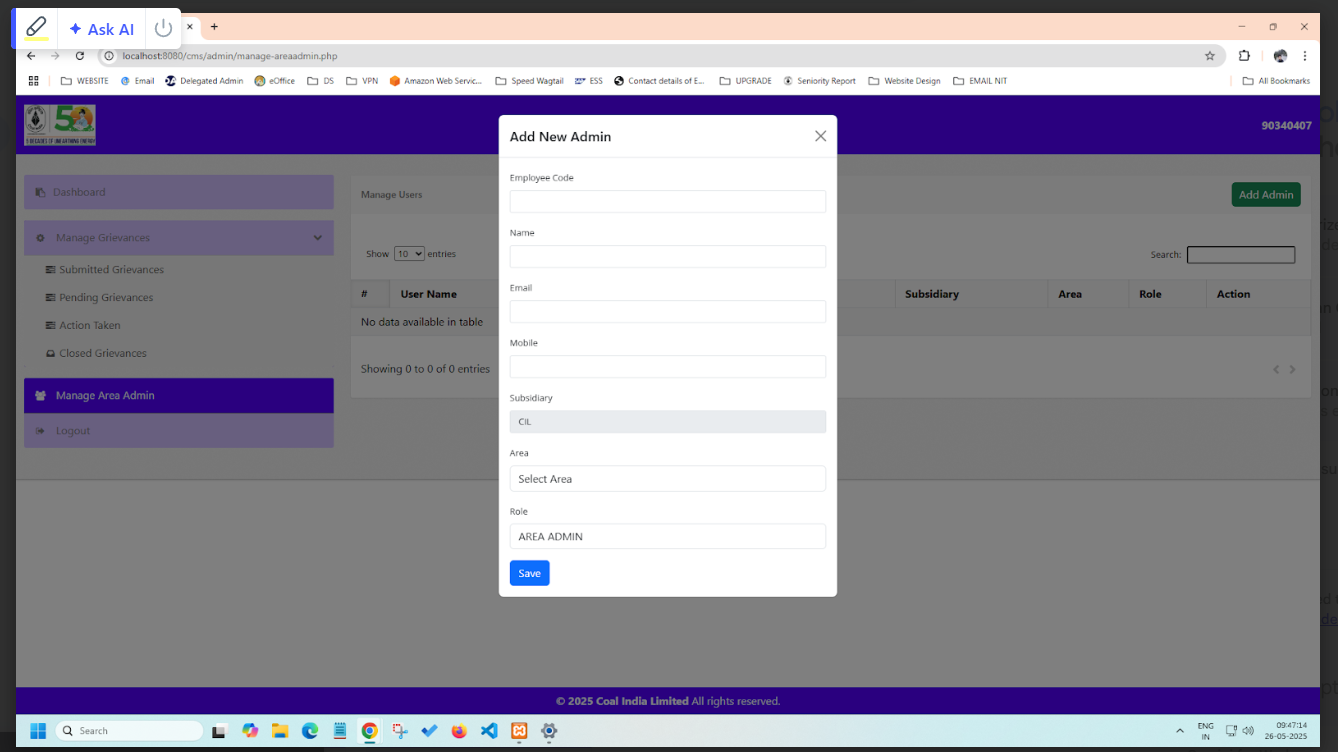 Ask AI
localhost:8080/cms/admin/manage-areaadmin.php
WEBSITE Email Delegated Admin eOffice DS VPN Amazon Web Servic... Speed Wagtail ESS Contact details of E... UPGRADE Seniority Report Website Design EMAIL NIT All Bookmarks
5 DECADES OF UNEARTHING ENERGY
90340407
Add New Admin
Employee Code
Name
Email
Mobile
Subsidiary
CIL
Area
Select Area
Role
AREA ADMIN
Save
Dashboard
Manage Grievances
Submitted Grievances
Pending Grievances
Action Taken
Closed Grievances
Manage Area Admin
Logout
Manage Users
Add Admin
Show 10 entries
Search:
# User Name Subsidiary Area Role Action
No data available in table
Showing 0 to 0 of 0 entries
© 2025 Coal India Limited All rights reserved.
Search
ENG
IN
09:47:14
26-05-2025